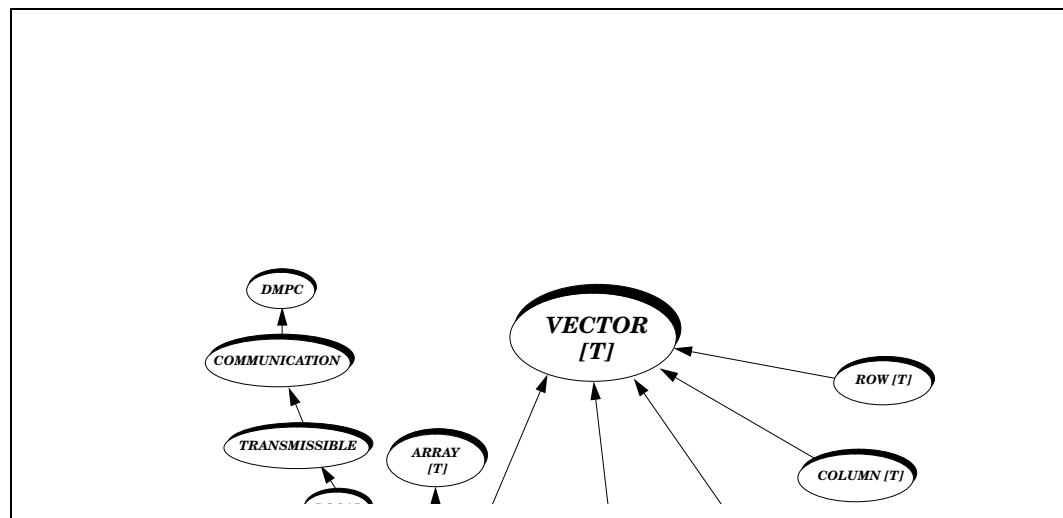 DMPC
VECTOR
[T]
COMMUNICATION
ROW [T]
TRANSMISSIBLE
ARRAY
[T]
COLUMN [T]